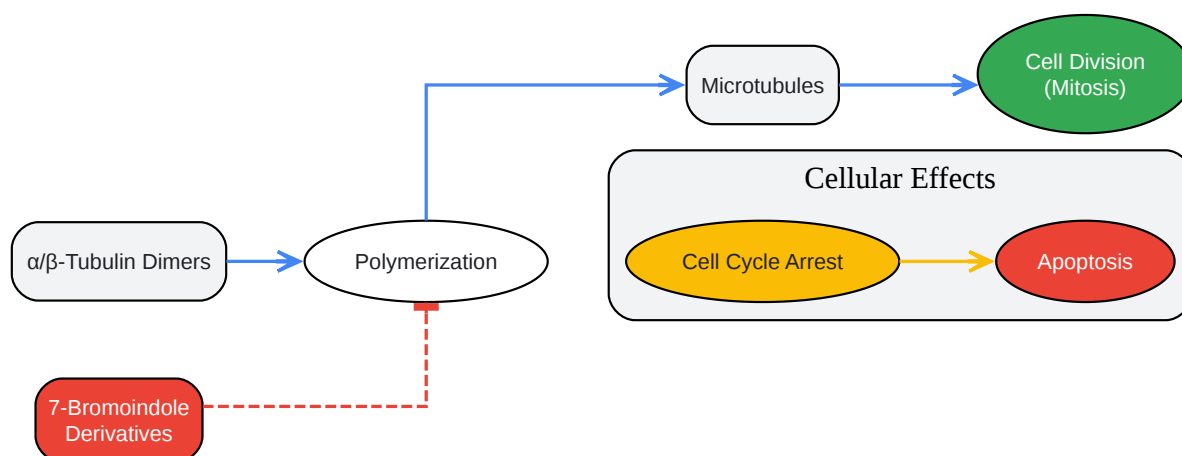 Cell Division
(Mitosis)
Microtubules
Cellular Effects
α/β-Tubulin Dimers
Polymerization
Cell Cycle Arrest
Apoptosis
7-Bromoindole
Derivatives